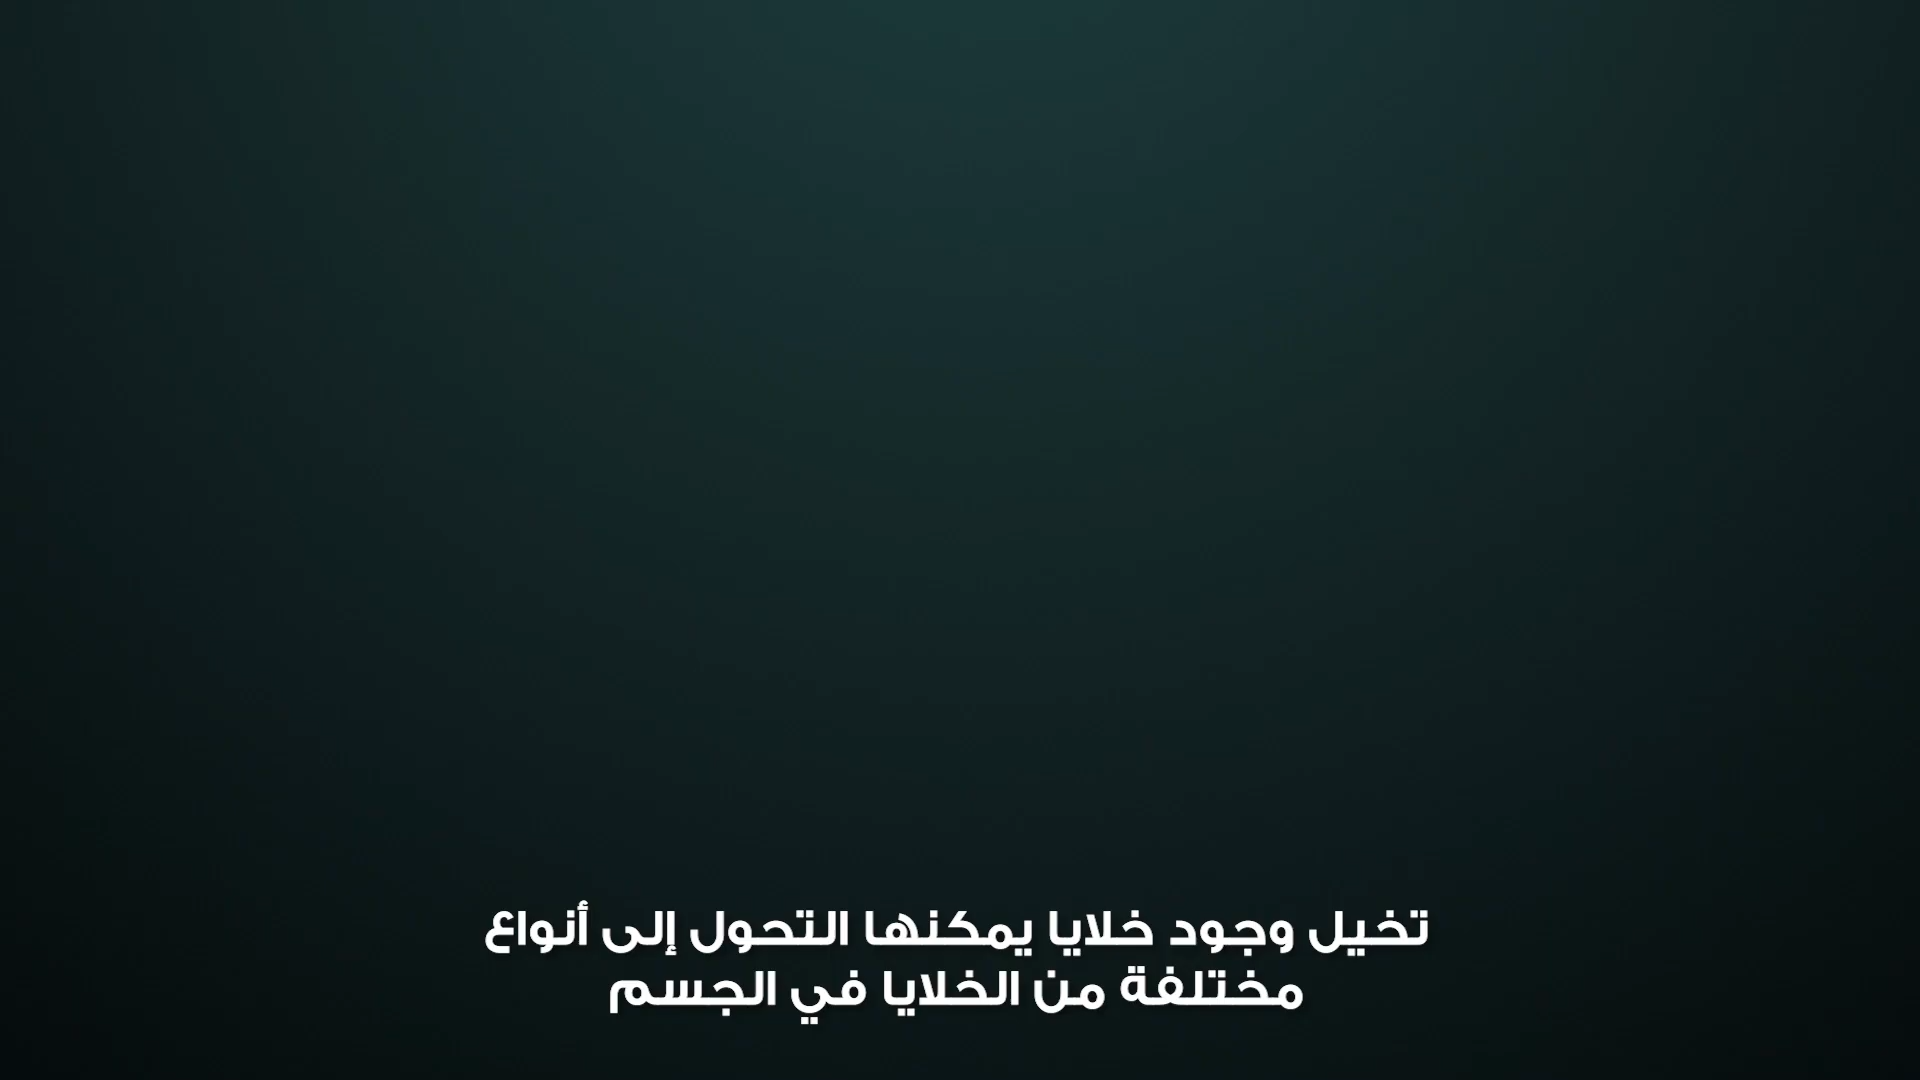 تخيل وجود خلايا يمكنها التحول إلى أنواع
مختلفة من الخلايا في الجسم